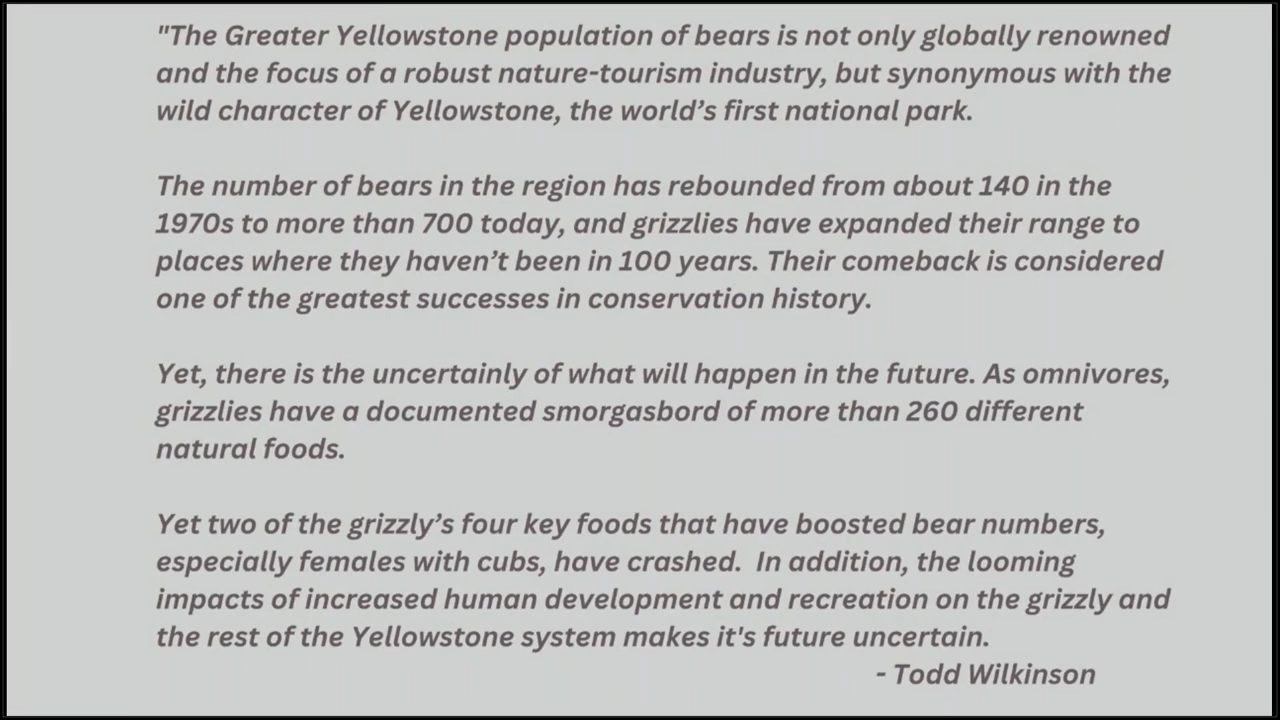 "The Greater Yellowstone population of bears is not only globally renowned
and the focus of a robust nature-tourism industry, but synonymous with the
wild character of Yellowstone, the world’s first national park.
The number of bears in the region has rebounded from about 140 in the
1970s to more than 700 today, and grizzlies have expanded their range to
places where they haven’t been in 100 years. Their comeback is considered
one of the greatest successes in conservation history.
Yet, there is the uncertainly of what will happen in the future. As omnivores,
grizzlies have a documented smorgasbord of more than 260 different
natural foods.
Yet two of the grizzly’s four key foods that have boosted bear numbers,
especially females with cubs, have crashed.  In addition, the looming
impacts of increased human development and recreation on the grizzly and
the rest of the Yellowstone system makes it's future uncertain.
- Todd Wilkinson